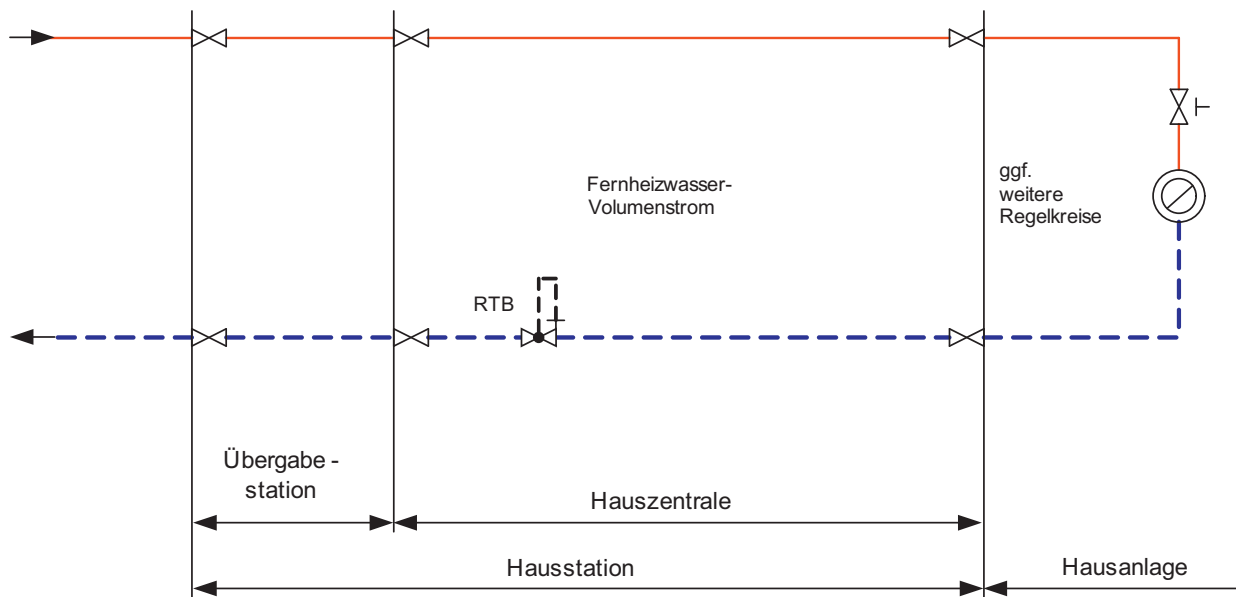 Fernheizwasser-
Volumenstrom
ggf.
weitere
Regelkreise
RTB
Übergabe -
station
Hauszentrale
Hausstation
Hausanlage